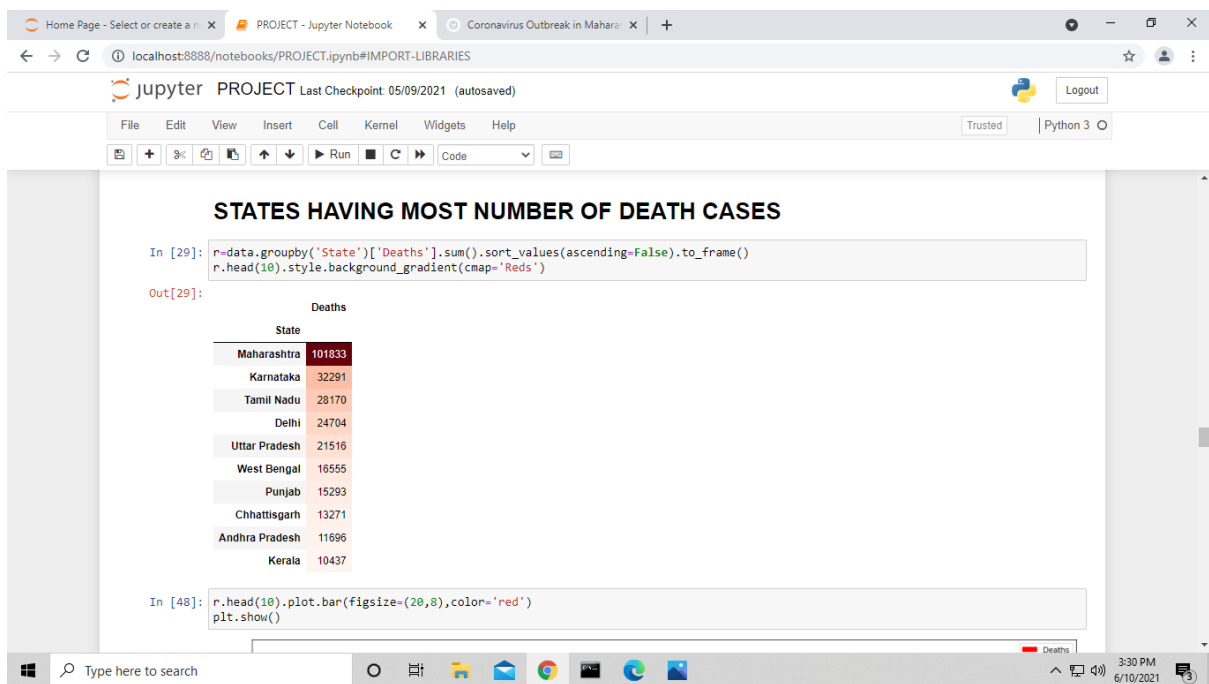 Home Page - Select or create a n
PROJECT - Jupyter Notebook
Coronavirus Outbreak in Mahara
localhost:8888/notebooks/PROJECT.ipynb#IMPORT-LIBRARIES
jupyter PROJECT Last Checkpoint: 05/09/2021 (autosaved)
Logout
File Edit View Insert Cell Kernel Widgets Help
Trusted
Python 3
Run
Code
STATES HAVING MOST NUMBER OF DEATH CASES
In [29]: r=data.groupby('State')['Deaths'].sum().sort_values(ascending=False).to_frame()
r.head(10).style.background_gradient(cmap='Reds')
Out[29]:
Deaths
State
Maharashtra 101833
Karnataka 32291
Tamil Nadu 28170
Delhi 24704
Uttar Pradesh 21516
West Bengal 16555
Punjab 15293
Chhattisgarh 13271
Andhra Pradesh 11696
Kerala 10437
In [48]: r.head(10).plot.bar(figsize=(20,8),color='red')
plt.show()
Deaths
Type here to search
3:30 PM
6/10/2021
3